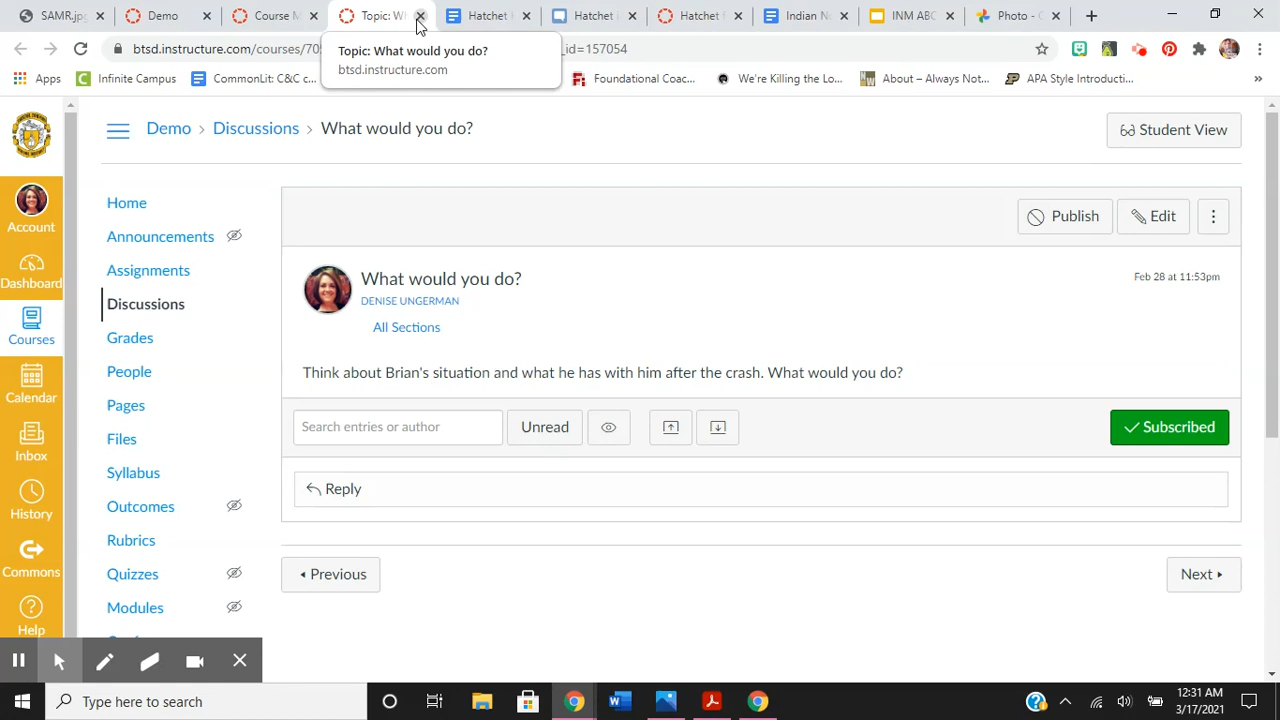 SAMR.jpg
Demo
Course M
Topic: Wh
Hatchet
Hatchet
Hatchet
Indian N
INM ABC
Photo -
Topic: What would you do?
btsd.instructure.com
btsd.instructure.com/courses/709
_id=157054
Apps
Infinite Campus
CommonLit: C&C c...
Foundational Coac...
We're Killing the Lo...
About – Always Not...
APA Style Introducti...
»
Demo > Discussions > What would you do?
Student View
Account
Dashboard
Courses
Calendar
Inbox
History
Commons
Help
Home
Announcements
Assignments
Discussions
Grades
People
Pages
Files
Syllabus
Outcomes
Rubrics
Quizzes
Modules
Publish
Edit
What would you do?
Feb 28 at 11:53pm
DENISE UNGERMAN
All Sections
Think about Brian's situation and what he has with him after the crash. What would you do?
Search entries or author
Unread
Subscribed
Reply
Previous
Next
Type here to search
12:31 AM
3/17/2021